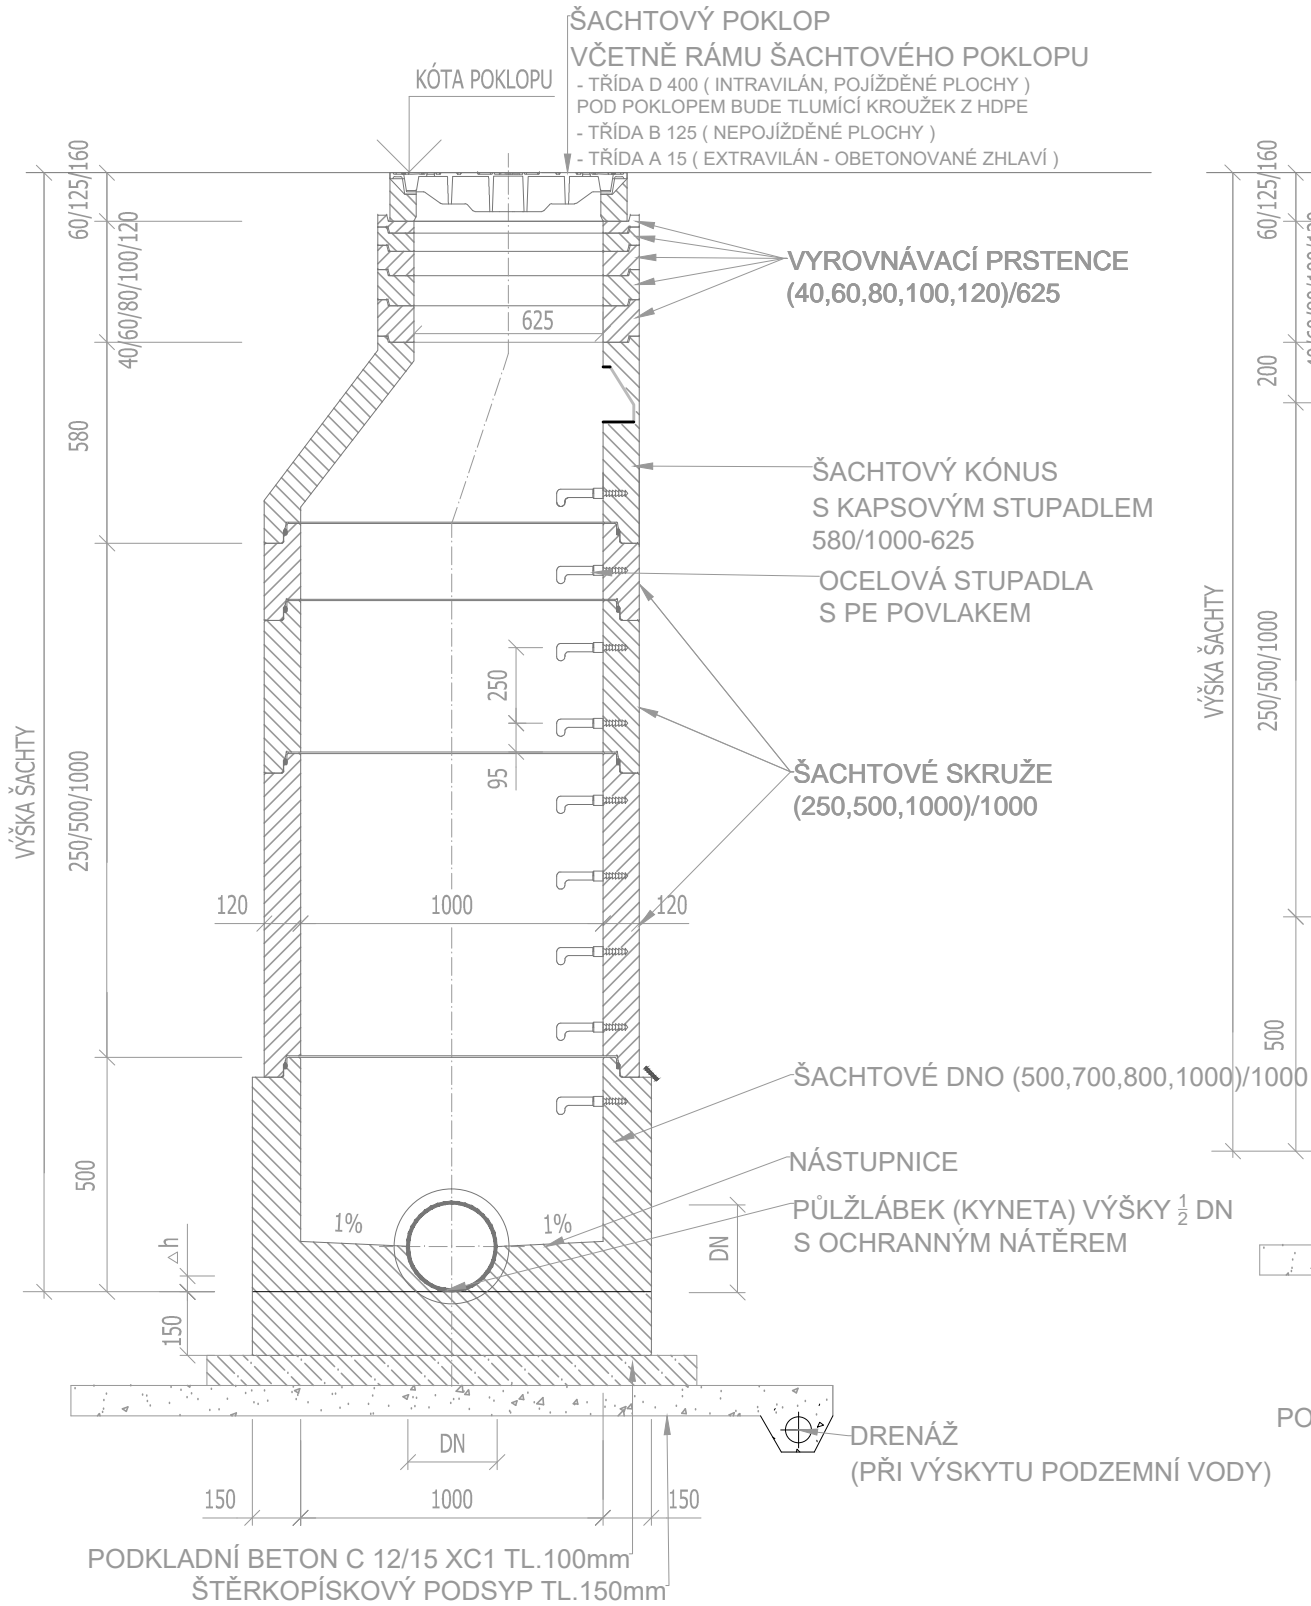 ŠACHTOVÝ POKLOP
VČETNĚ RÁMU ŠACHTOVÉHO POKLOPU
- TŘÍDA D 400 ( INTRAVILÁN, POJÍŽDĚNÉ PLOCHY )
POD POKLOPEM BUDE TLUMÍCÍ KROUŽEK Z HDPE
- TŘÍDA B 125 ( NEPOJÍŽDĚNÉ PLOCHY )
- TŘÍDA A 15 ( EXTRAVILÁN - OBETONOVANÉ ZHLAVÍ )
KÓTA POKLOPU
60/125/160
40/60/80/100/120
580
250/500/1000
VÝŠKA ŠACHTY
500
△h
150
VYROVNÁVACÍ PRSTENCE
(40,60,80,100,120)/625
625
ŠACHTOVÝ KÓNUS
S KAPSOVÝM STUPADLEM
580/1000-625
OCELOVÁ STUPADLA
S PE POVLAKEM
250
95
ŠACHTOVÉ SKRUŽE
(250,500,1000)/1000
120
1000
120
ŠACHTOVÉ DNO (500,700,800,1000)/1000
NÁSTUPNICE
PŮLŽLÁBEK (KYNETA) VÝŠKY 1/2 DN
S OCHRANNÝM NÁTĚREM
1%
1%
DN
DN
DRENÁŽ
(PŘI VÝSKYTU PODZEMNÍ VODY)
150
1000
150
PODKLADNÍ BETON C 12/15 XC1 TL.100mm
ŠTĚRKOPÍSKOVÝ PODSYP TL.150mm
60/125/160
200
250/500/1000
VÝŠKA ŠACHTY
500
PO